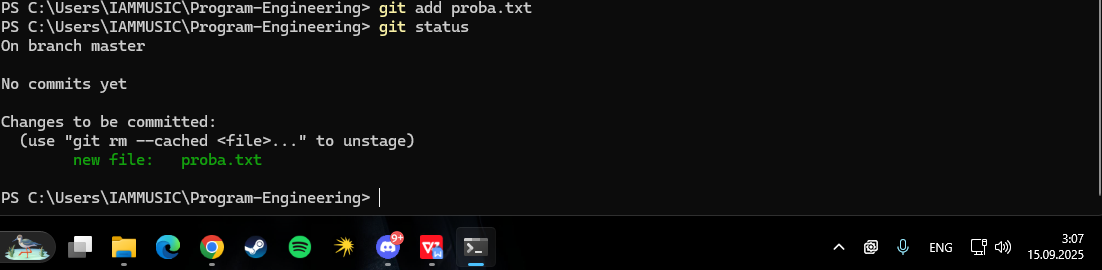 PS C:\Users\IAMMUSIC\Program-Engineering> git add proba.txt
PS C:\Users\IAMMUSIC\Program-Engineering> git status
On branch master
No commits yet
Changes to be committed:
  (use "git rm --cached <file>..." to unstage)
        new file:   proba.txt
PS C:\Users\IAMMUSIC\Program-Engineering>
9+
W
ENG
3:07
15.09.2025